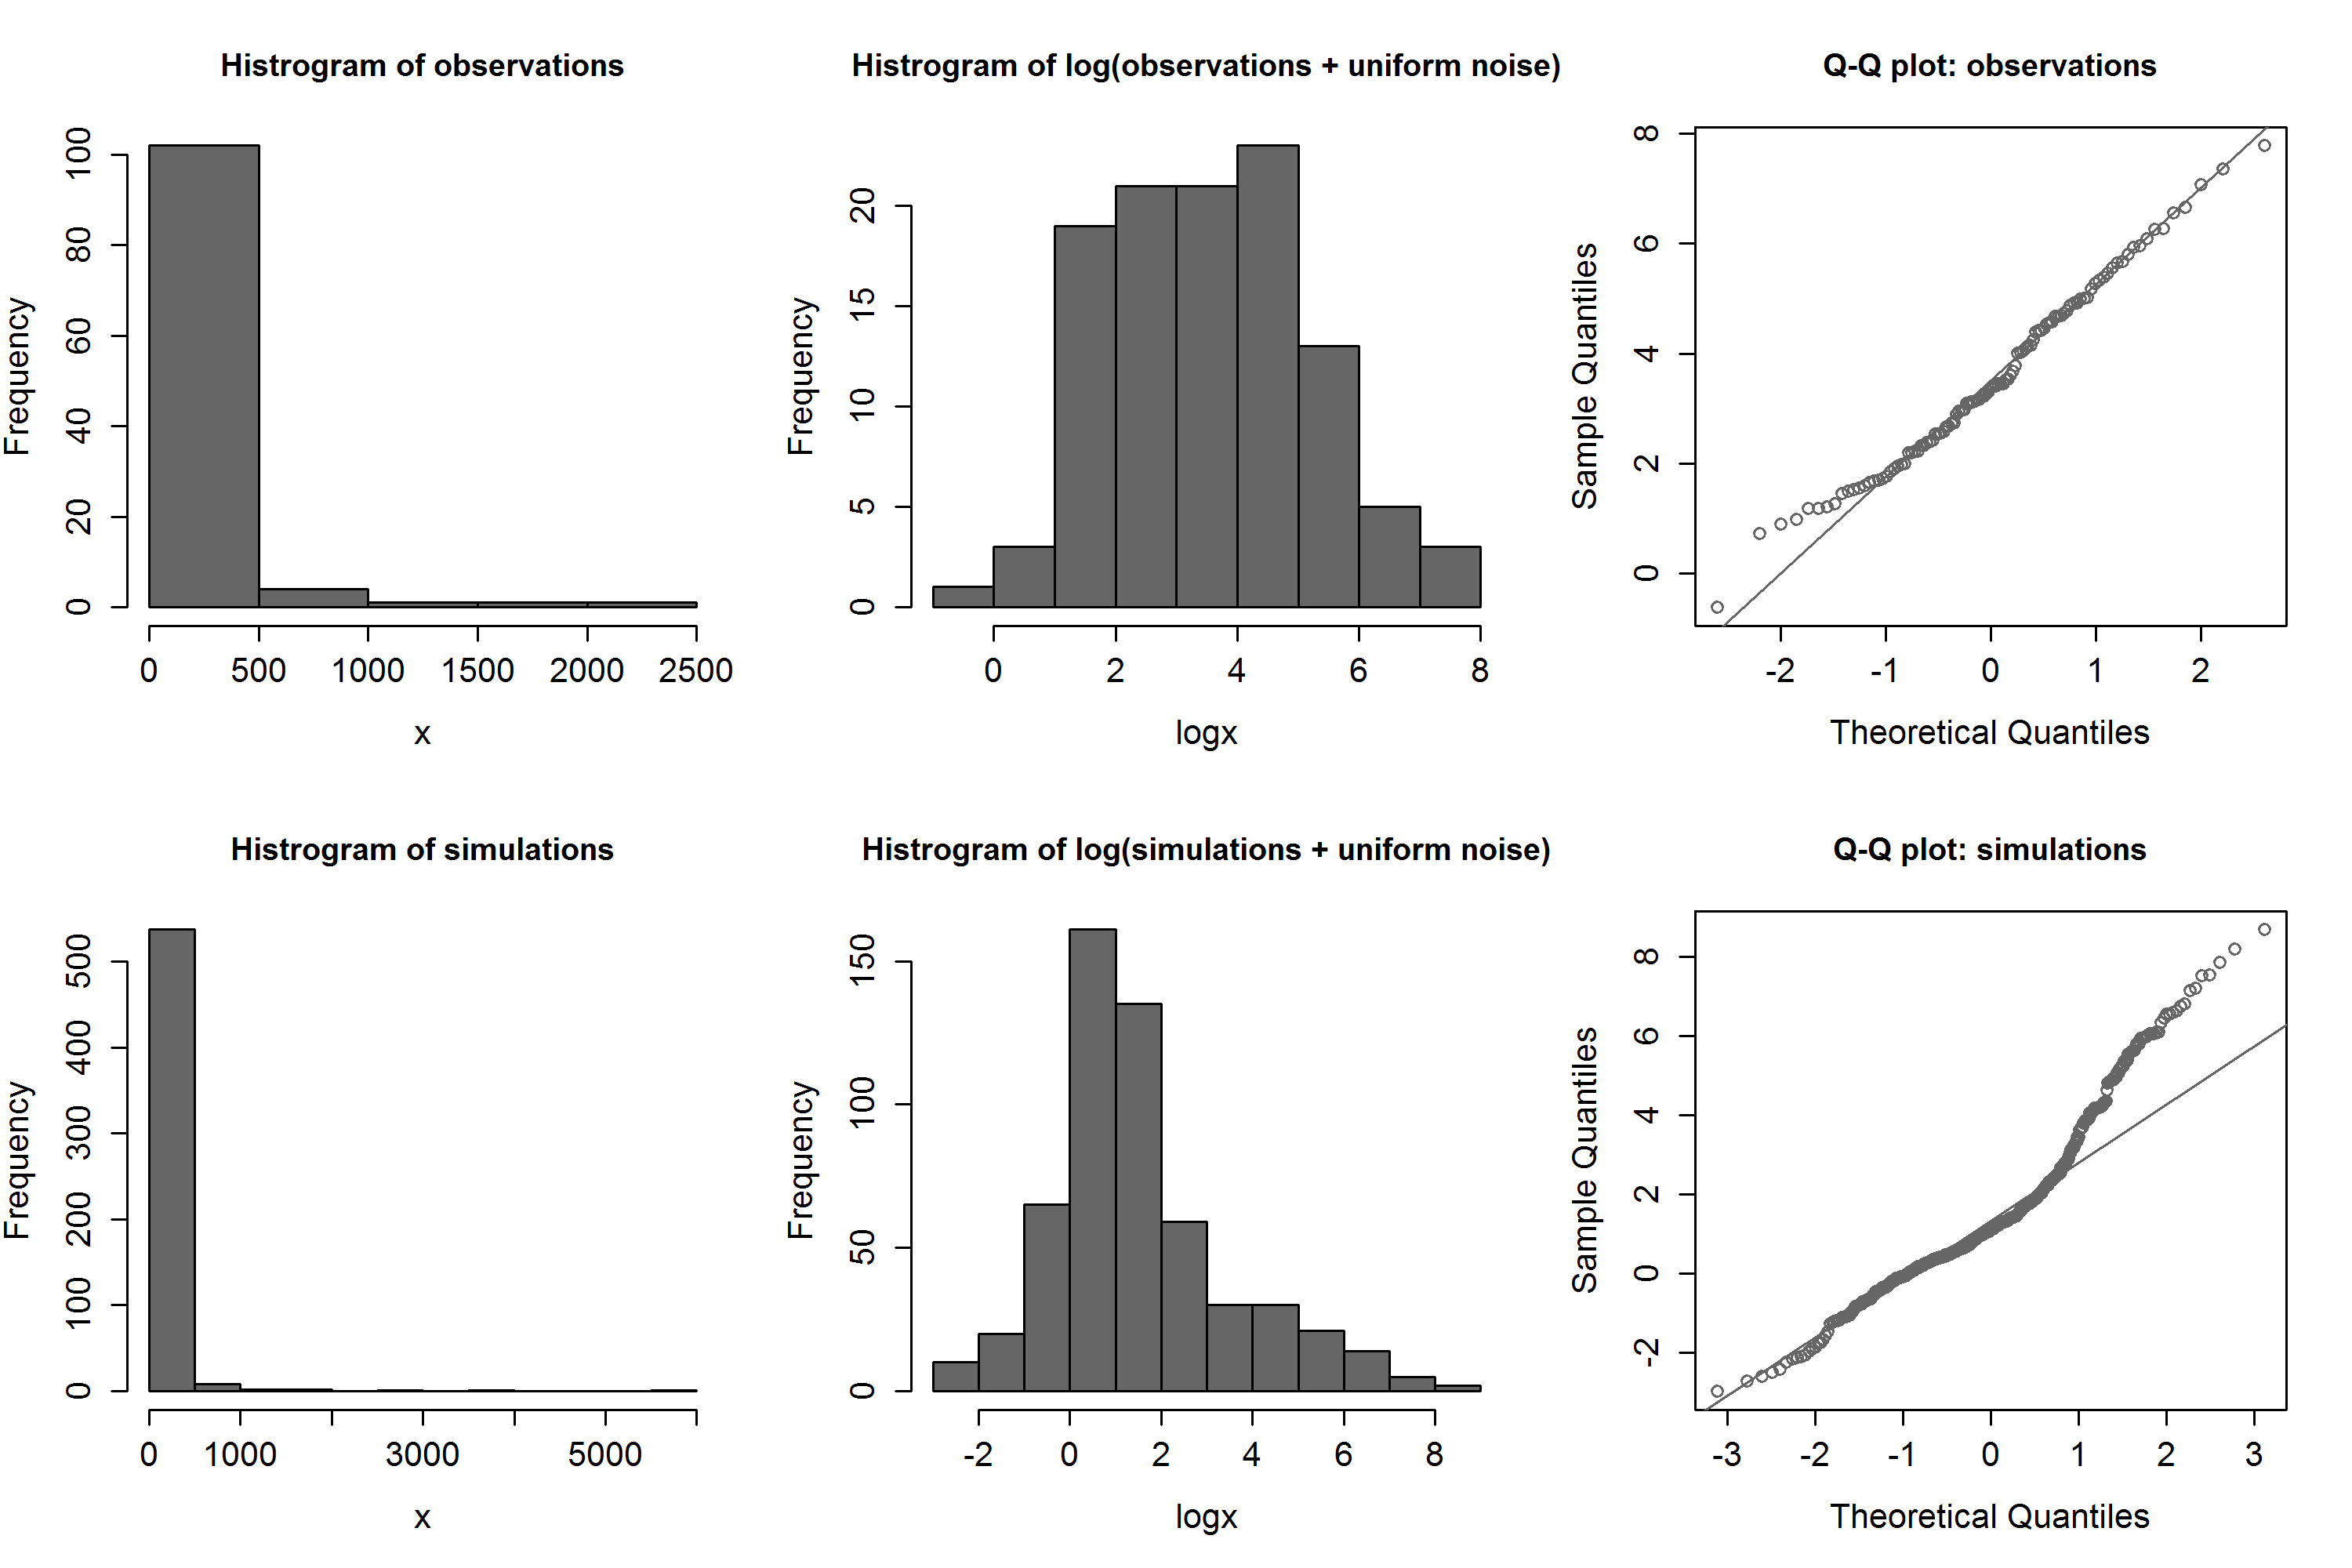 Histrogram of observations
Frequency
0 20 40 60 80 100
0 500 1000 1500 2000 2500
x
Histrogram of log(observations + uniform noise)
Frequency
0 5 10 15 20
0 2 4 6 8
logx
Q-Q plot: observations
Sample Quantiles
0 2 4 6 8
-2 -1 0 1 2
Theoretical Quantiles
Histrogram of simulations
Frequency
0 100 200 300 400 500
0 1000 3000 5000
x
Histrogram of log(simulations + uniform noise)
Frequency
0 50 100 150
-2 0 2 4 6 8
logx
Q-Q plot: simulations
Sample Quantiles
-2 0 2 4 6 8
-3 -2 -1 0 1 2 3
Theoretical Quantiles